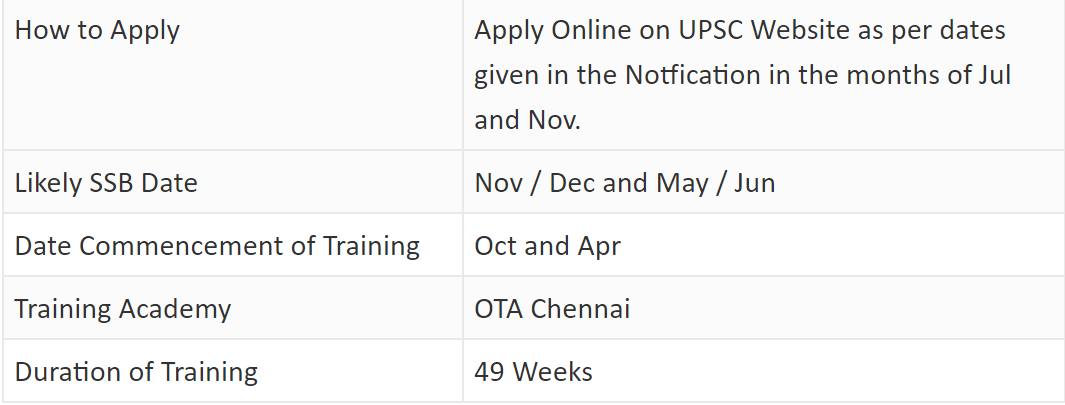 How to Apply
Apply Online on UPSC Website as per dates
given in the Notfication in the months of Jul
and Nov.
Likely SSB Date
Nov / Dec and May / Jun
Date Commencement of Training
Oct and Apr
Training Academy
OTA Chennai
Duration of Training
49 Weeks